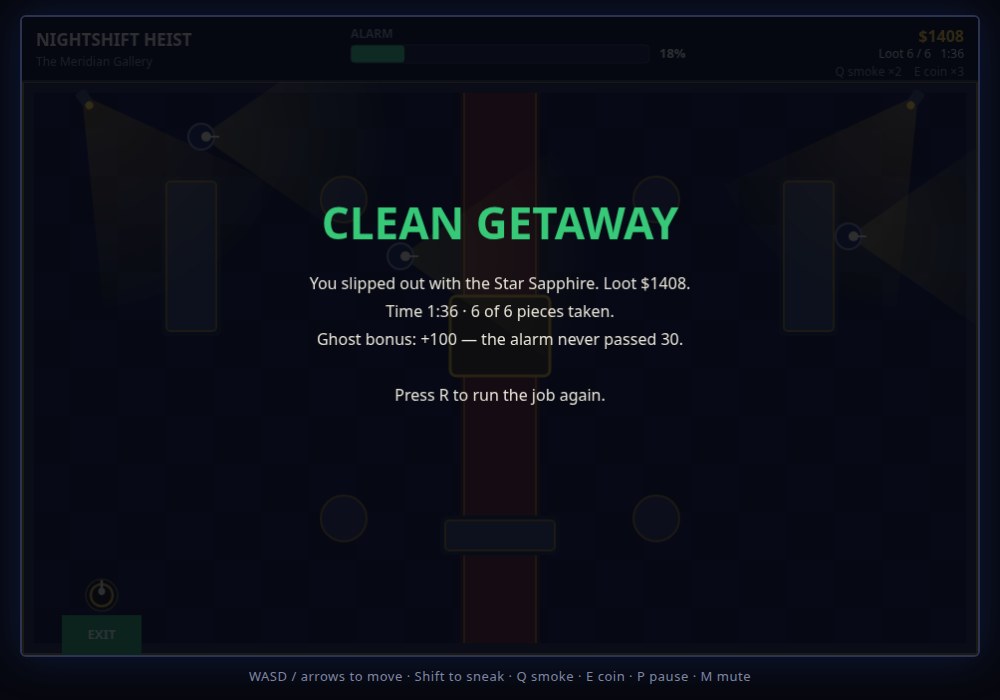 NIGHTSHIFT HEIST
The Meridian Gallery
ALARM
18%
$1408
Loot 6 / 6 1:36
Q smoke ×2 E coin ×3
CLEAN GETAWAY
You slipped out with the Star Sapphire. Loot $1408.
Time 1:36 · 6 of 6 pieces taken.
Ghost bonus: +100 — the alarm never passed 30.
Press R to run the job again.
EXIT
WASD / arrows to move · Shift to sneak · Q smoke · E coin · P pause · M mute